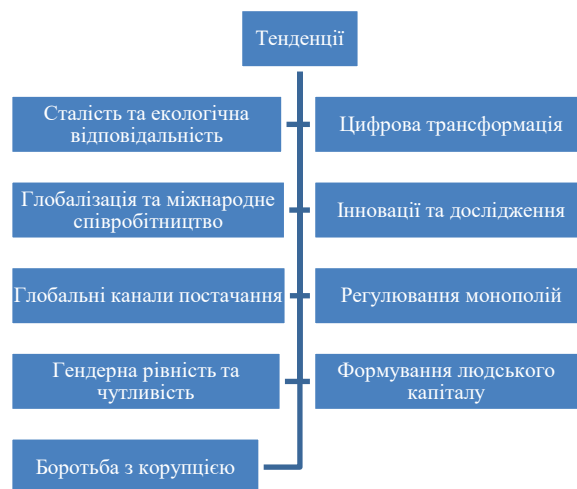 Тенденції
Сталість та екологічна
відповідальність
Цифрова трансформація
Глобалізація та міжнародне
співробітництво
Інновації та дослідження
Глобальні канали постачання
Регулювання монополій
Гендерна рівність та
чутливість
Формування людського
капіталу
Боротьба з корупцією